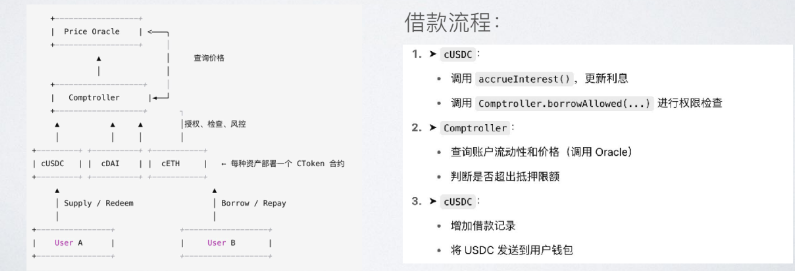 Price Oracle
查询价格
Comptroller
授权、检查、风控
cUSDC
cDAI
cETH
← 每种资产部署一个 CToken 合约
Supply / Redeem
Borrow / Repay
User A
User B
借款流程：
1. ➤ cUSDC：
• 调用 accrueInterest()，更新利息
• 调用 Comptroller.borrowAllowed(...) 进行权限检查
2. ➤ Comptroller：
• 查询账户流动性和价格（调用 Oracle）
• 判断是否超出抵押限额
3. ➤ cUSDC：
• 增加借款记录
• 将 USDC 发送到用户钱包